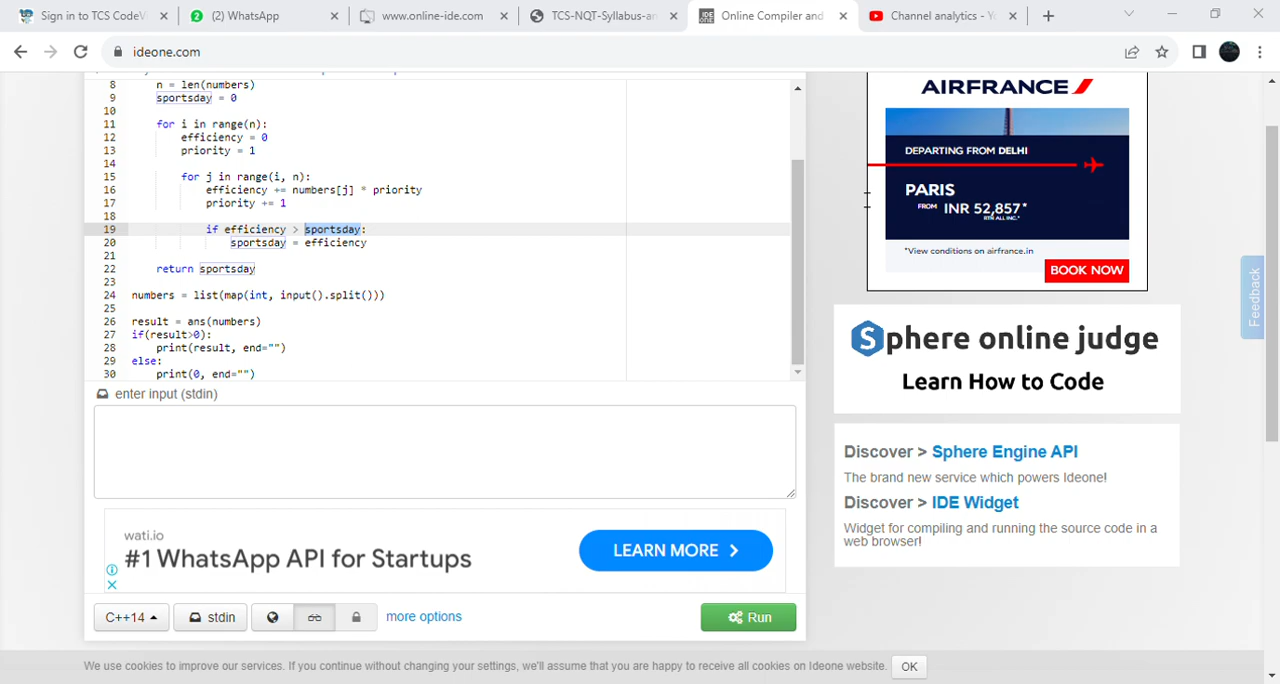 Sign in to TCS CodeV
(2) WhatsApp
www.online-ide.com
TCS-NQT-Syllabus-an
Online Compiler and
Channel analytics - Yo
ideone.com
8 n = len(numbers)
9 sportsday = 0
10
11 for i in range(n):
12 efficiency = 0
13 priority = 1
14
15 for j in range(i, n):
16 efficiency += numbers[j] * priority
17 priority += 1
18
19 if efficiency > sportsday:
20 sportsday = efficiency
21
22 return sportsday
23
24 numbers = list(map(int, input().split()))
25
26 result = ans(numbers)
27 if(result>0):
28 print(result, end="")
29 else:
30 print(0, end="")
enter input (stdin)
wati.io
#1 WhatsApp API for Startups
LEARN MORE
C++14
stdin
more options
Run
AIRFRANCE
DEPARTING FROM DELHI
PARIS
FROM INR 52,857*
BTN ALL INC.*
*View conditions on airfrance.in
BOOK NOW
Sphere online judge
Learn How to Code
Discover > Sphere Engine API
The brand new service which powers Ideone!
Discover > IDE Widget
Widget for compiling and running the source code in a
web browser!
Feedback
We use cookies to improve our services. If you continue without changing your settings, we'll assume that you are happy to receive all cookies on Ideone website.
OK